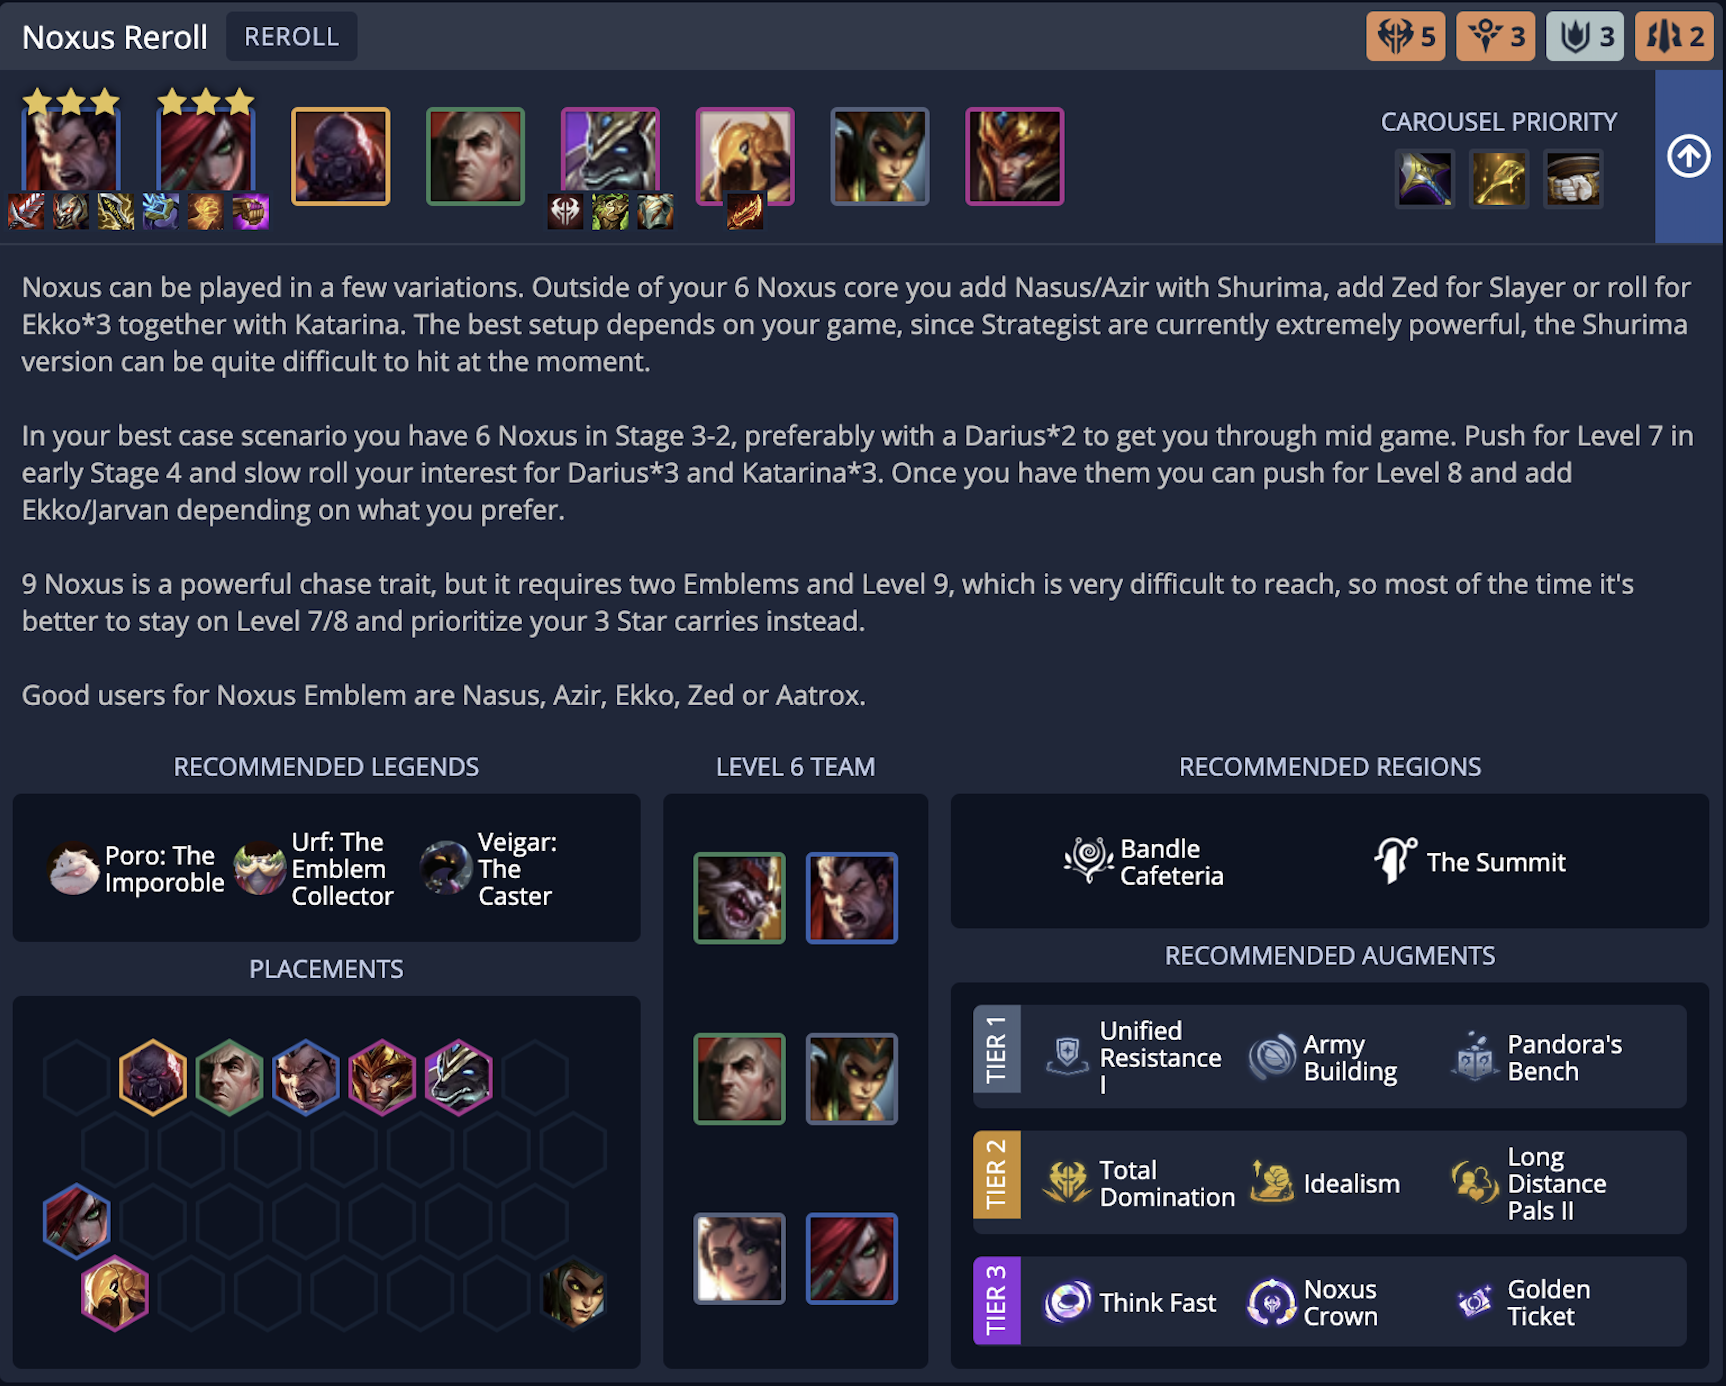 Noxus Reroll REROLL 5 3 3 2
CAROUSEL PRIORITY
Noxus can be played in a few variations. Outside of your 6 Noxus core you add Nasus/Azir with Shurima, add Zed for Slayer or roll for
Ekko*3 together with Katarina. The best setup depends on your game, since Strategist are currently extremely powerful, the Shurima
version can be quite difficult to hit at the moment.
In your best case scenario you have 6 Noxus in Stage 3-2, preferably with a Darius*2 to get you through mid game. Push for Level 7 in
early Stage 4 and slow roll your interest for Darius*3 and Katarina*3. Once you have them you can push for Level 8 and add
Ekko/Jarvan depending on what you prefer.
9 Noxus is a powerful chase trait, but it requires two Emblems and Level 9, which is very difficult to reach, so most of the time it's
better to stay on Level 7/8 and prioritize your 3 Star carries instead.
Good users for Noxus Emblem are Nasus, Azir, Ekko, Zed or Aatrox.
RECOMMENDED LEGENDS
Poro: The
Imporoble
Urf: The
Emblem
Collector
Veigar:
The
Caster
PLACEMENTS
LEVEL 6 TEAM
RECOMMENDED REGIONS
Bandle
Cafeteria
The Summit
RECOMMENDED AUGMENTS
TIER 1
Unified
Resistance
I
Army
Building
Pandora's
Bench
TIER 2
Total
Domination
Idealism
Long
Distance
Pals II
TIER 3
Think Fast
Noxus
Crown
Golden
Ticket